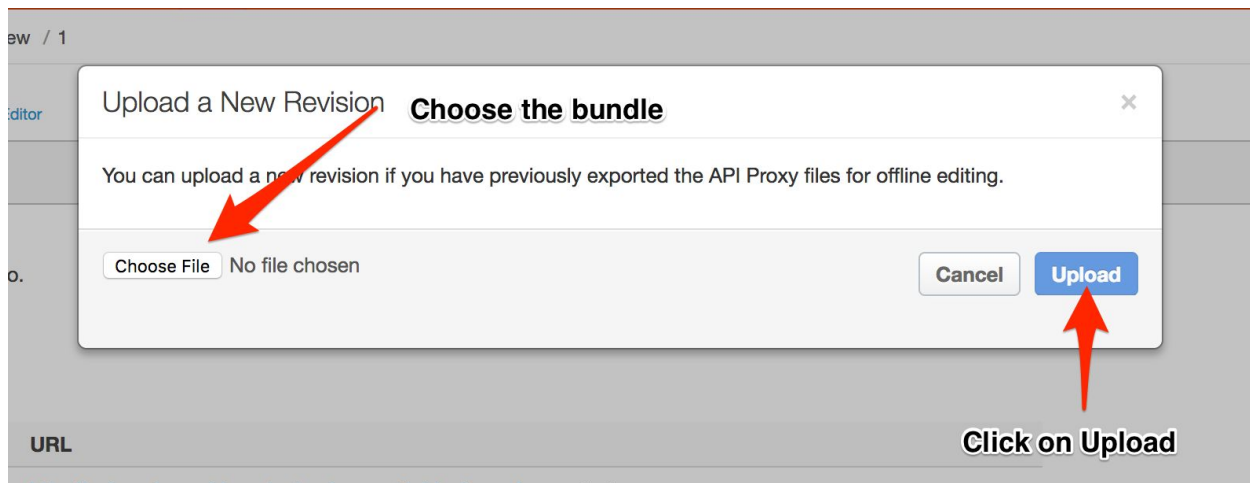 ew / 1
Editor
Upload a New Revision
Choose the bundle
×
You can upload a new revision if you have previously exported the API Proxy files for offline editing.
o.
Choose File No file chosen
Cancel
Upload
URL
Click on Upload